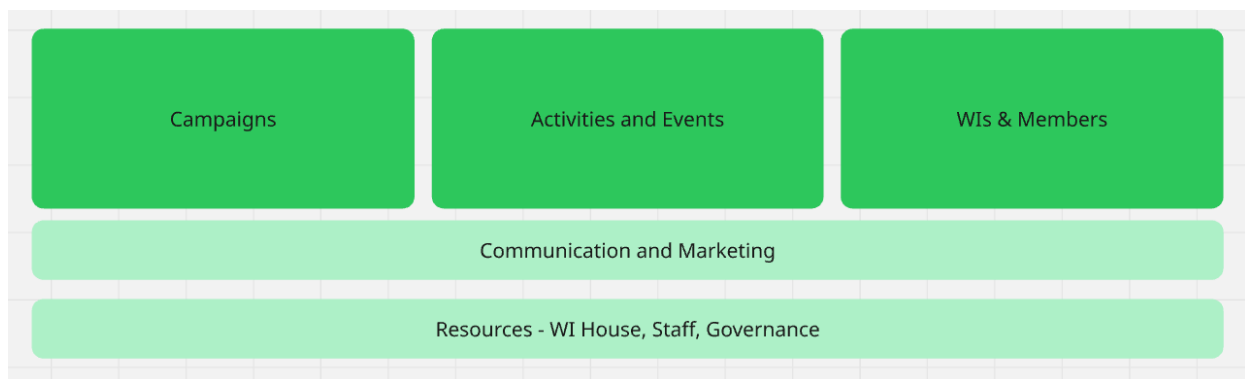 Campaigns
Activities and Events
WIs & Members
Communication and Marketing
Resources - WI House, Staff, Governance